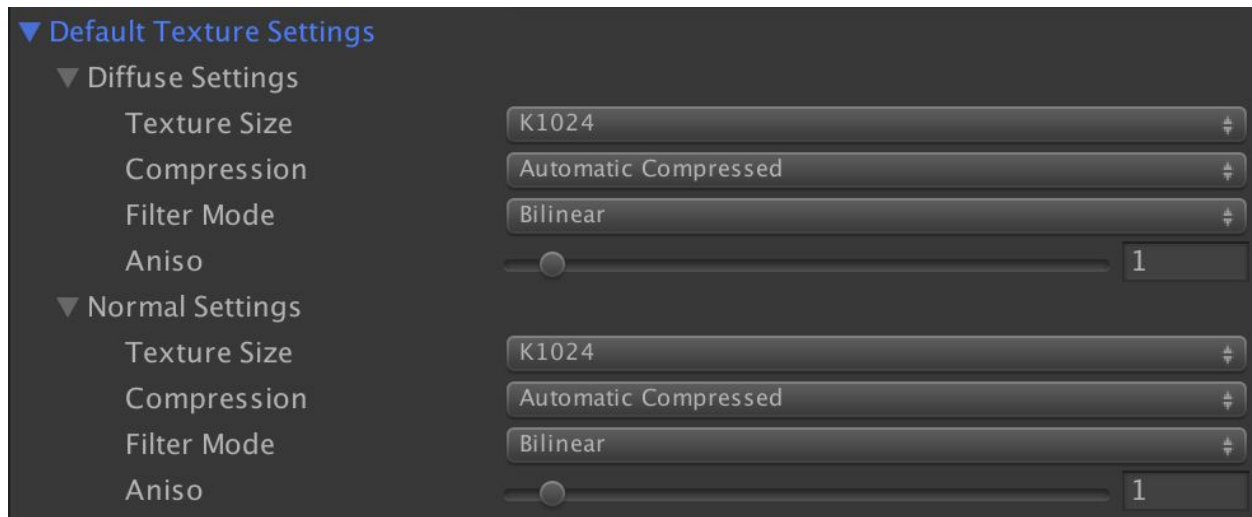 Default Texture Settings
Diffuse Settings
Texture Size K1024
Compression Automatic Compressed
Filter Mode Bilinear
Aniso 1
Normal Settings
Texture Size K1024
Compression Automatic Compressed
Filter Mode Bilinear
Aniso 1